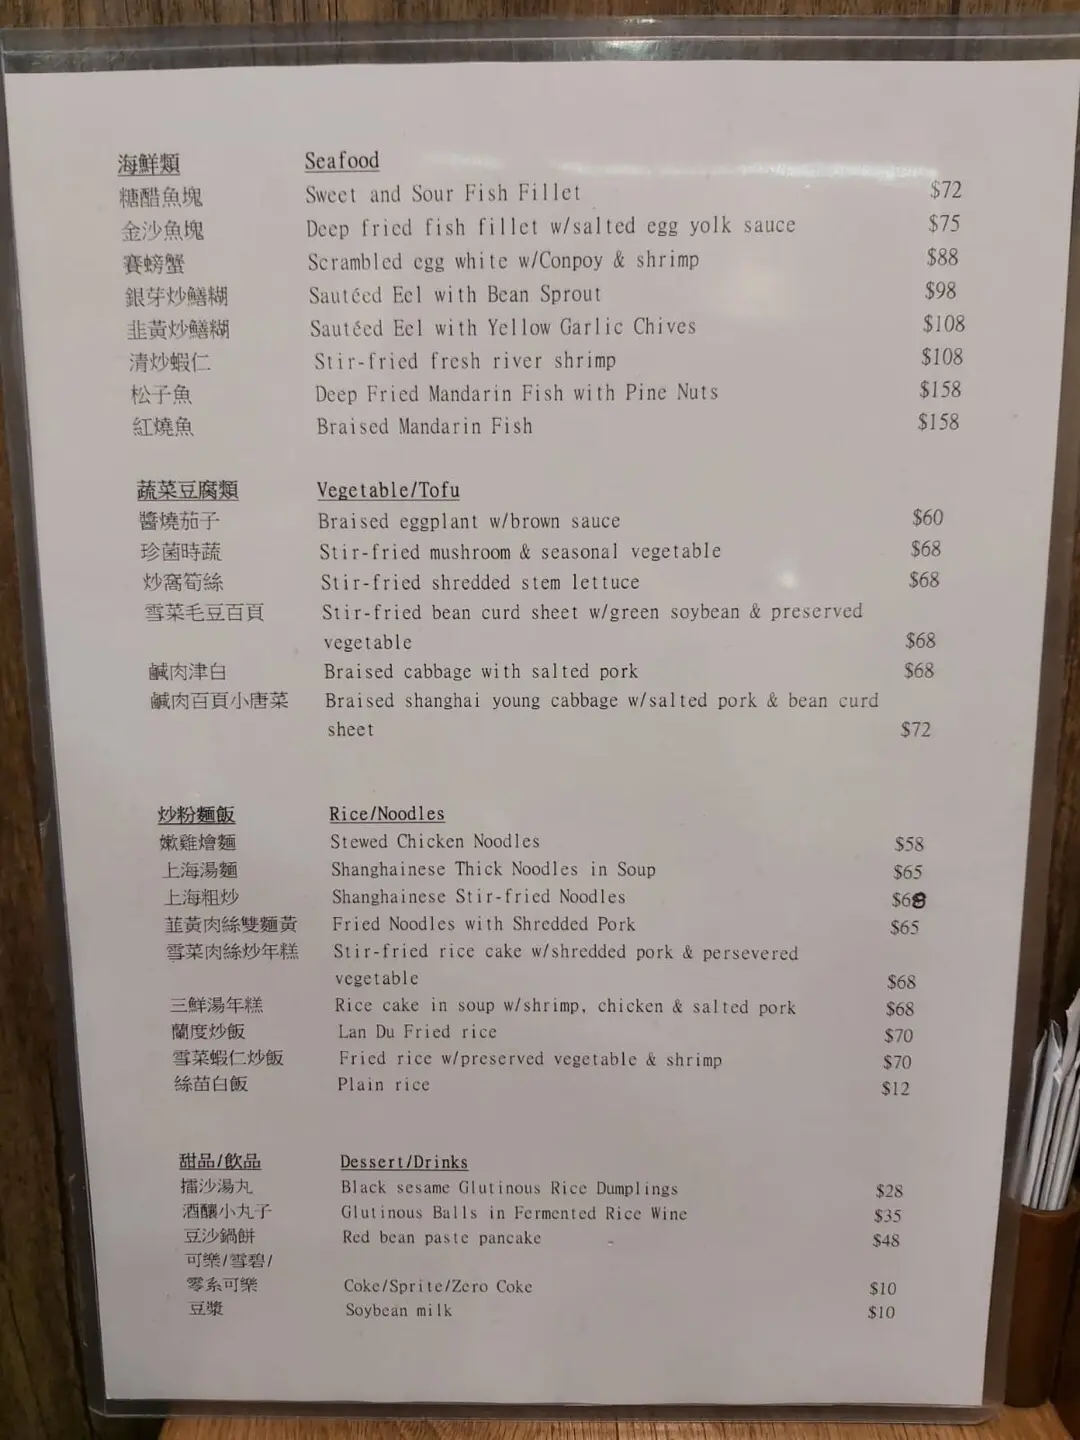 海鮮類 Seafood
糖醋魚塊 Sweet and Sour Fish Fillet $72
金沙魚塊 Deep fried fish fillet w/salted egg yolk sauce $75
賽螃蟹 Scrambled egg white w/Conpoy & shrimp $88
銀芽炒鱔糊 Sautéed Eel with Bean Sprout $98
韭黃炒鱔糊 Sautéed Eel with Yellow Garlic Chives $108
清炒蝦仁 Stir-fried fresh river shrimp $108
松子魚 Deep Fried Mandarin Fish with Pine Nuts $158
紅燒魚 Braised Mandarin Fish $158
蔬菜豆腐類 Vegetable/Tofu
醬燒茄子 Braised eggplant w/brown sauce $60
珍菌時蔬 Stir-fried mushroom & seasonal vegetable $68
炒窩筍絲 Stir-fried shredded stem lettuce $68
雪菜毛豆百頁 Stir-fried bean curd sheet w/green soybean & preserved
vegetable $68
鹹肉津白 Braised cabbage with salted pork $68
鹹肉百頁小唐菜 Braised shanghai young cabbage w/salted pork & bean curd
sheet $72
炒粉麵飯 Rice/Noodles
嫩雞燴麵 Stewed Chicken Noodles $58
上海湯麵 Shanghainese Thick Noodles in Soup $65
上海粗炒 Shanghainese Stir-fried Noodles $68
韮黃肉絲雙麵黃 Fried Noodles with Shredded Pork $65
雪菜肉絲炒年糕 Stir-fried rice cake w/shredded pork & persevered
vegetable $68
三鮮湯年糕 Rice cake in soup w/shrimp, chicken & salted pork $68
蘭度炒飯 Lan Du Fried rice $70
雪菜蝦仁炒飯 Fried rice w/preserved vegetable & shrimp $70
絲苗白飯 Plain rice $12
甜品/飲品 Dessert/Drinks
擂沙湯丸 Black sesame Glutinous Rice Dumplings $28
酒釀小丸子 Glutinous Balls in Fermented Rice Wine $35
豆沙鍋餅 Red bean paste pancake $48
可樂/雪碧/
零系可樂 Coke/Sprite/Zero Coke $10
豆漿 Soybean milk $10